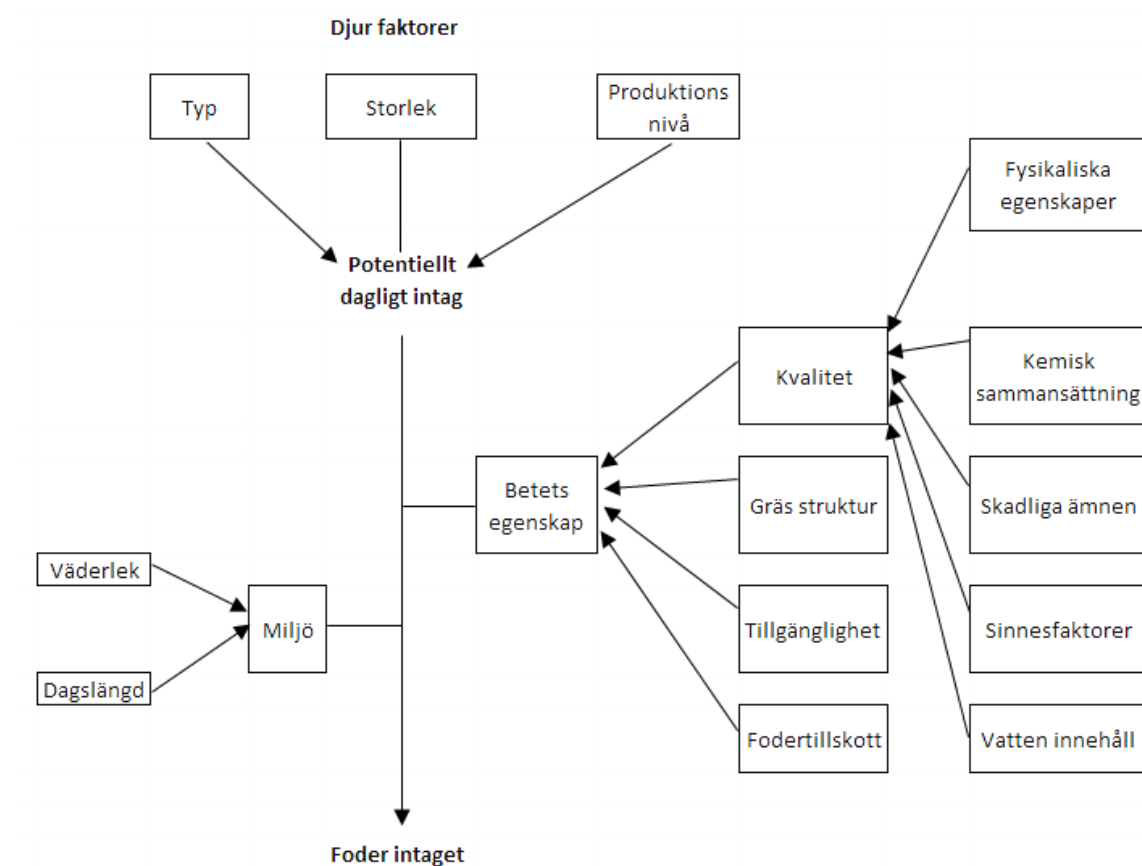 Djur faktorer
Typ
Storlek
Produktions
nivå
Potentiellt
dagligt intag
Fysikaliska
egenskaper
Kvalitet
Kemisk
sammansättning
Betets
egenskap
Gräs struktur
Skadliga ämnen
Väderlek
Miljö
Dagslängd
Tillgänglighet
Sinnesfaktorer
Fodertillskott
Vatten innehåll
Foder intaget